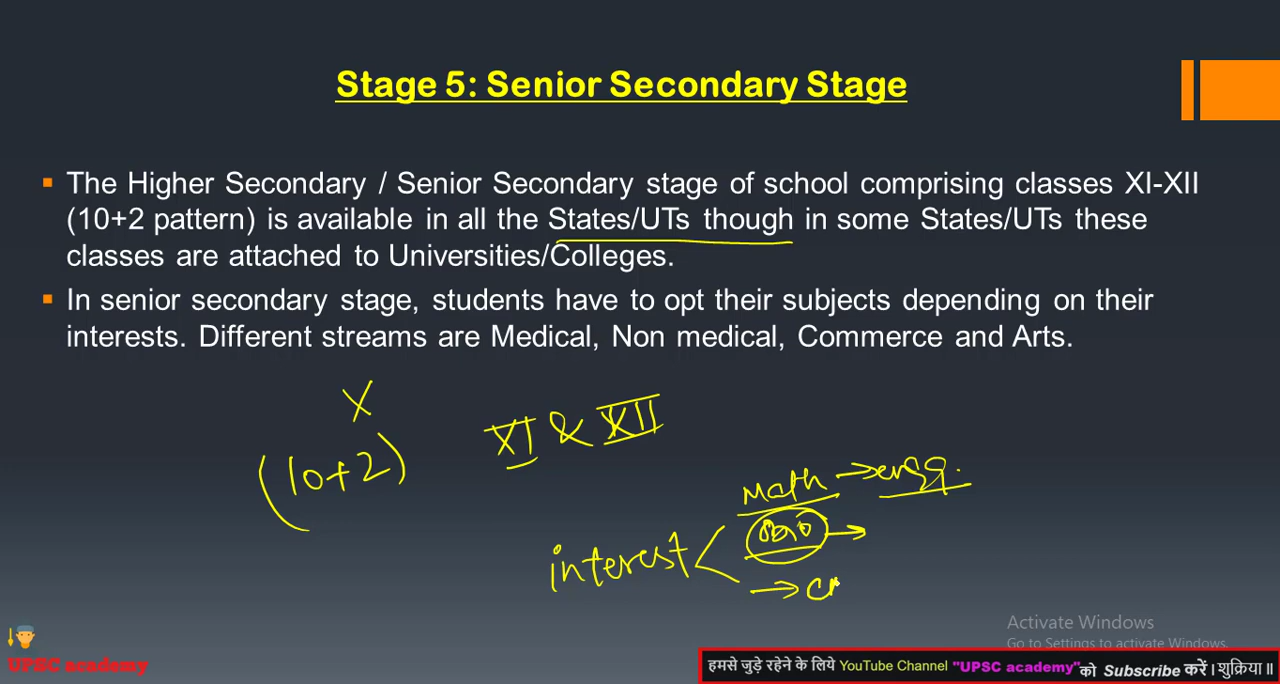 Stage 5: Senior Secondary Stage
The Higher Secondary / Senior Secondary stage of school comprising classes XI-XII
(10+2 pattern) is available in all the States/UTs though in some States/UTs these
classes are attached to Universities/Colleges.
In senior secondary stage, students have to opt their subjects depending on their
interests. Different streams are Medical, Non medical, Commerce and Arts.
X
(10+2)
XI & XII
Math → engg.
interest
Activate Windows
Go to Settings to activate Windows.
UPSC academy
हमसे जुड़े रहेने के लिये YouTube Channel "UPSC academy" को Subscribe करें । शुक्रिया ॥